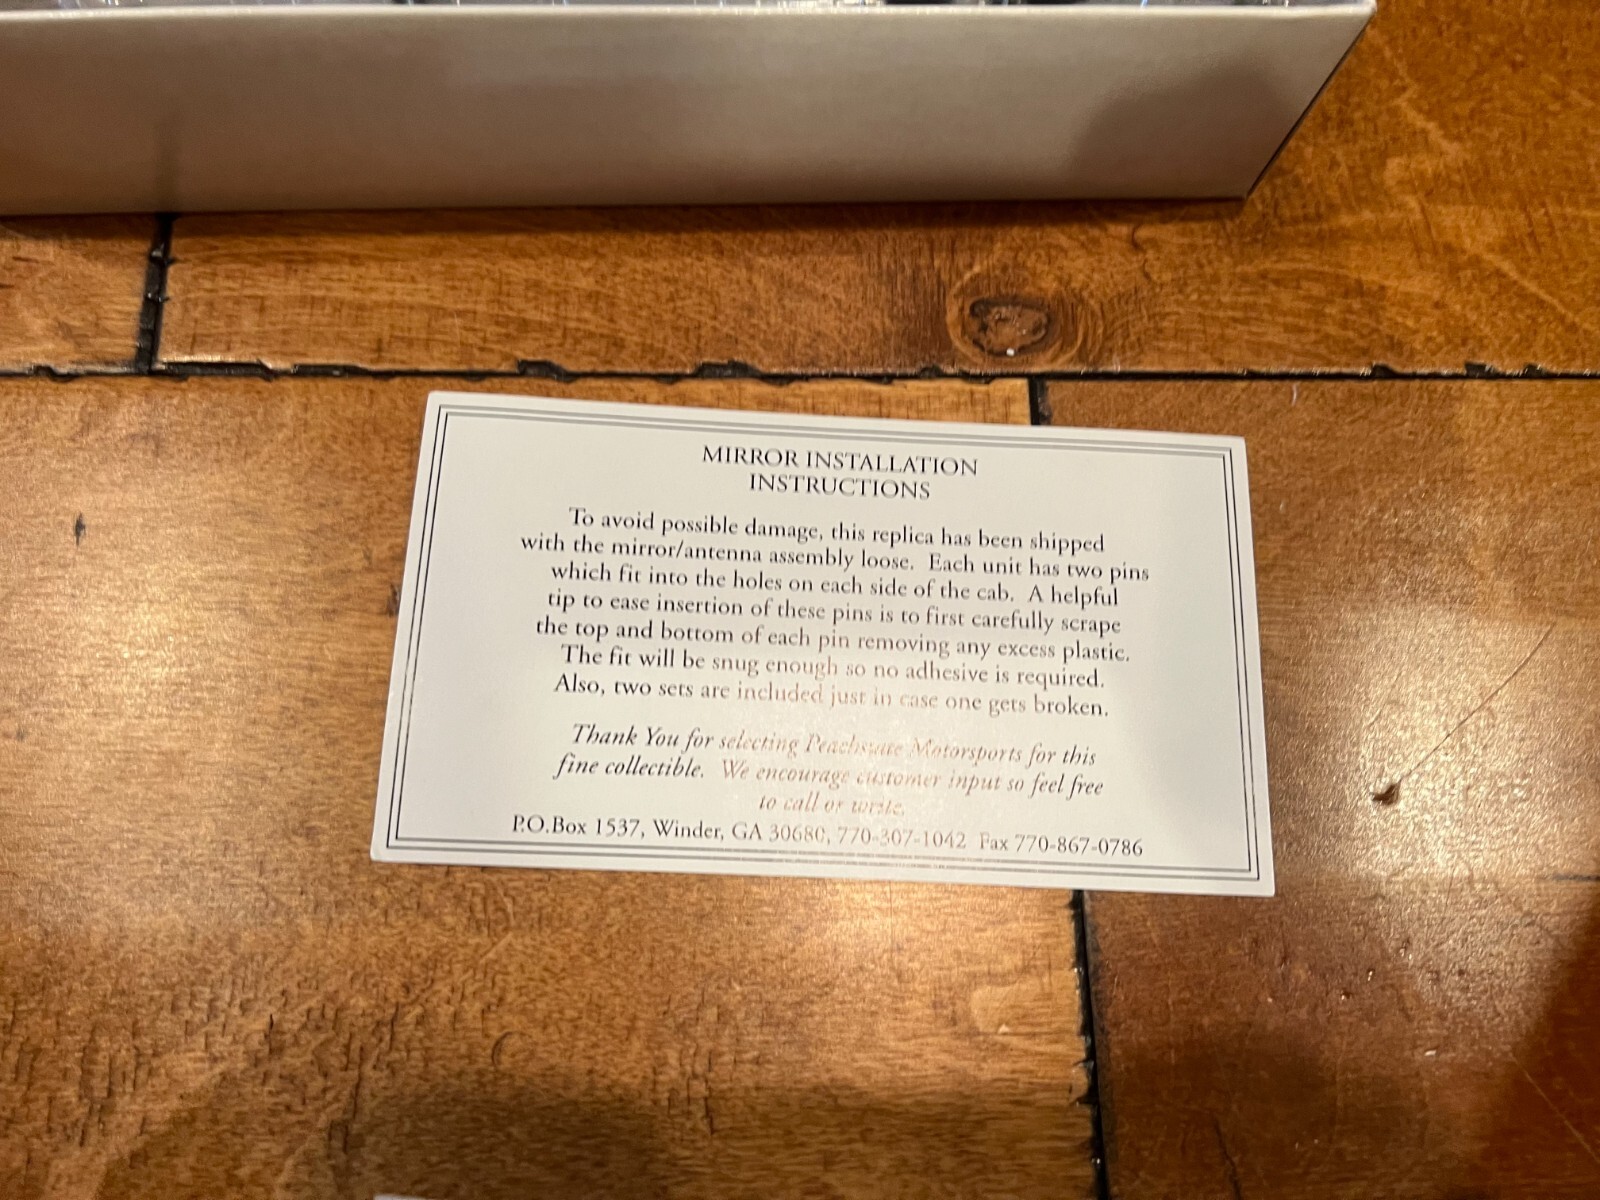 MIRROR INSTALLATION
INSTRUCTIONS
To avoid possible damage, this replica has been shipped
with the mirror/antenna assembly loose. Each unit has two pins
which fit into the holes on each side of the cab. A helpful
tip to ease insertion of these pins is to first carefully scrape
the top and bottom of each pin removing any excess plastic.
The fit will be snug enough so no adhesive is required.
Also, two sets are included just in case one gets broken.
Thank You for selecting Peachstate Motorsports for this
fine collectible. We encourage customer input so feel free
to call or write.
P.O.Box 1537, Winder, GA 30680, 770-307-1042 Fax 770-867-0786